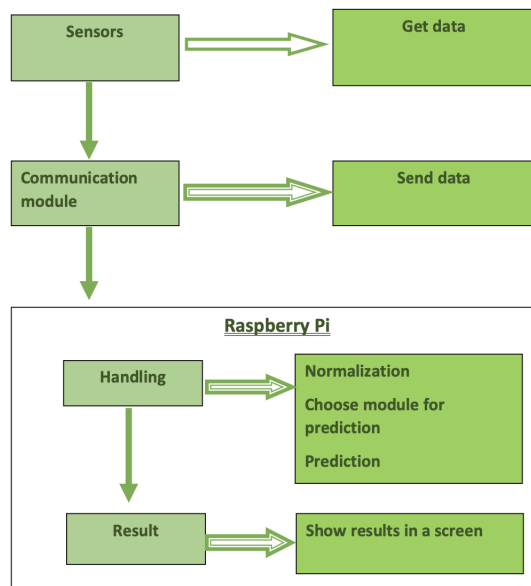 Sensors
Get data
Communication
module
Send data
Raspberry Pi
Handling
Normalization
Choose module for
prediction
Prediction
Result
Show results in a screen